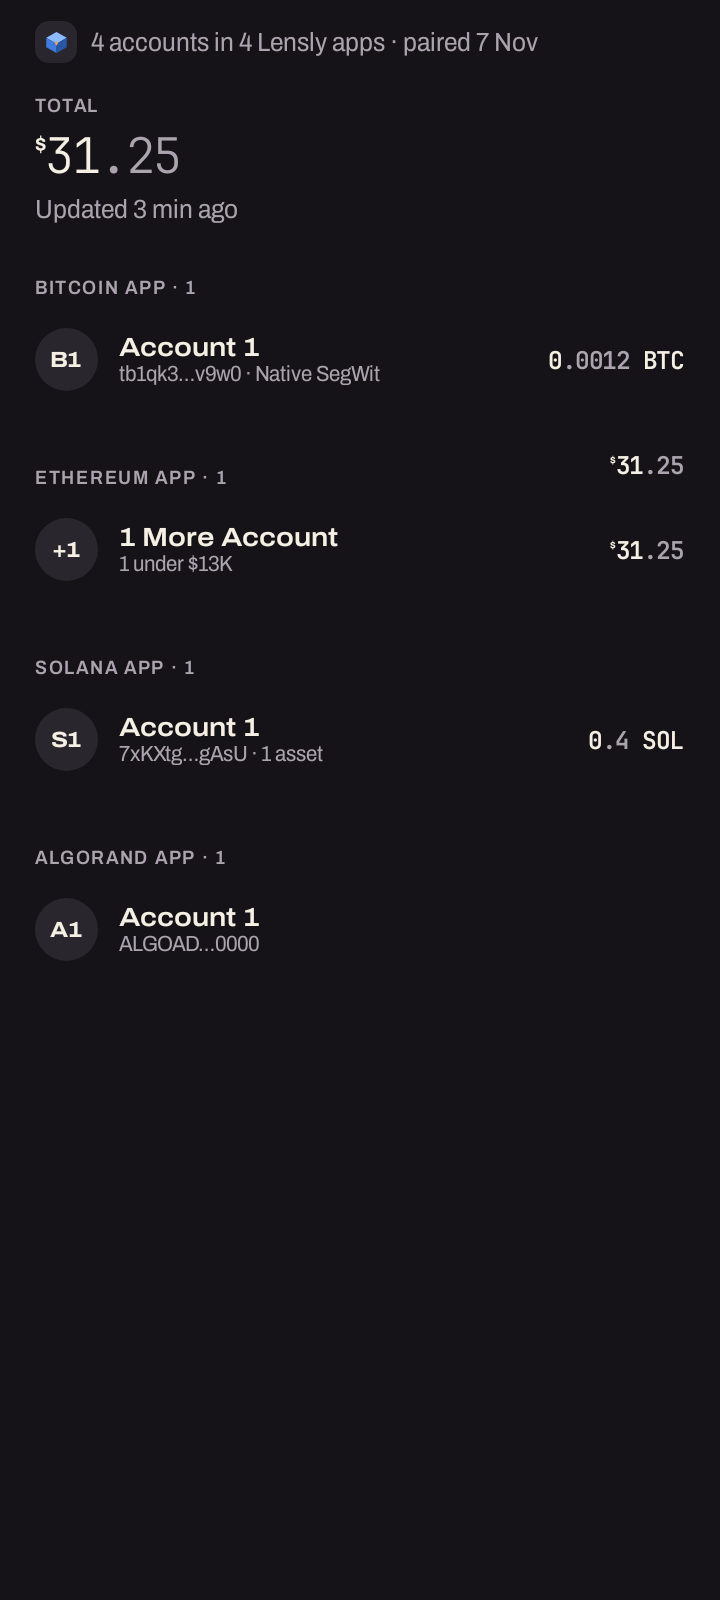 4 accounts in 4 Lensly apps · paired 7 Nov
TOTAL
$31.25
Updated 3 min ago
BITCOIN APP · 1
B1
Account 1
tb1qk3…v9w0 · Native SegWit
0.0012 BTC
ETHEREUM APP · 1
$31.25
+1
1 More Account
1 under $13K
$31.25
SOLANA APP · 1
S1
Account 1
7xKXtg…gAsU · 1 asset
0.4 SOL
ALGORAND APP · 1
A1
Account 1
ALGOAD…0000